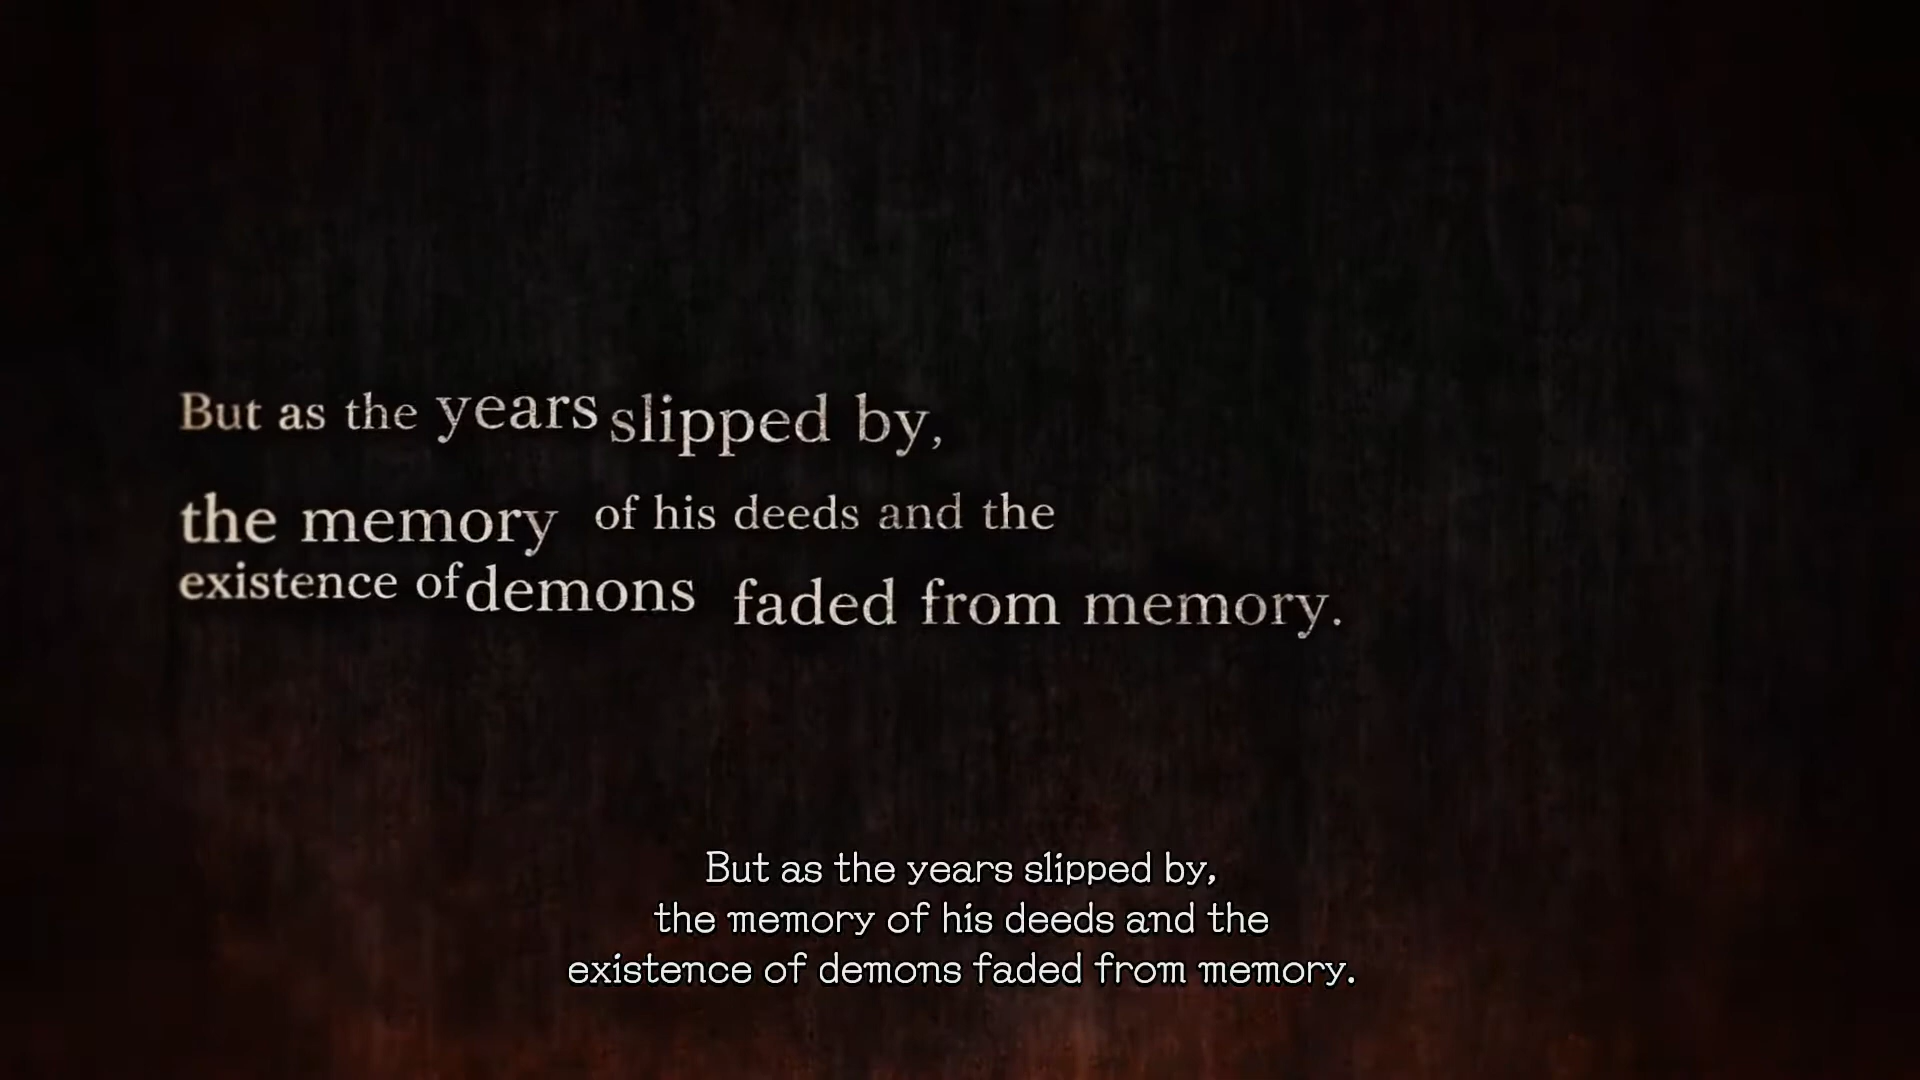 But as the years slipped by,
the memory of his deeds and the
existence of demons faded from memory.
But as the years slipped by,
the memory of his deeds and the
existence of demons faded from memory.